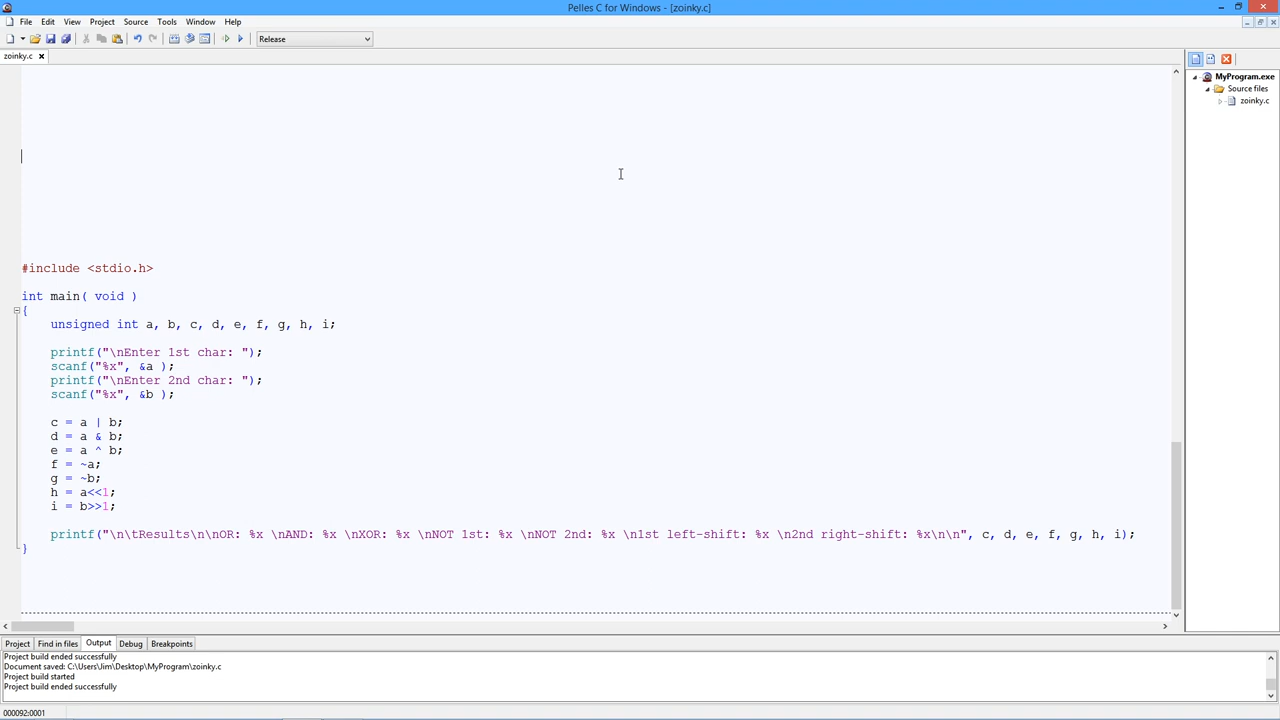 Pelles C for Windows - [zoinky.c]
File Edit View Project Source Tools Window Help
Release
zoinky.c
MyProgram.exe
Source files
zoinky.c
#include <stdio.h>
int main( void )
{
unsigned int a, b, c, d, e, f, g, h, i;
printf("\nEnter 1st char: ");
scanf("%x", &a );
printf("\nEnter 2nd char: ");
scanf("%x", &b );
c = a | b;
d = a & b;
e = a ^ b;
f = ~a;
g = ~b;
h = a<<1;
i = b>>1;
printf("\n\tResults\n\nOR: %x \nAND: %x \nXOR: %x \nNOT 1st: %x \nNOT 2nd: %x \n1st left-shift: %x \n2nd right-shift: %x\n\n", c, d, e, f, g, h, i);
}
Project Find in files Output Debug Breakpoints
Project build ended successfully
Document saved: C:\Users\Jim\Desktop\MyProgram\zoinky.c
Project build started
Project build ended successfully
000092:0001